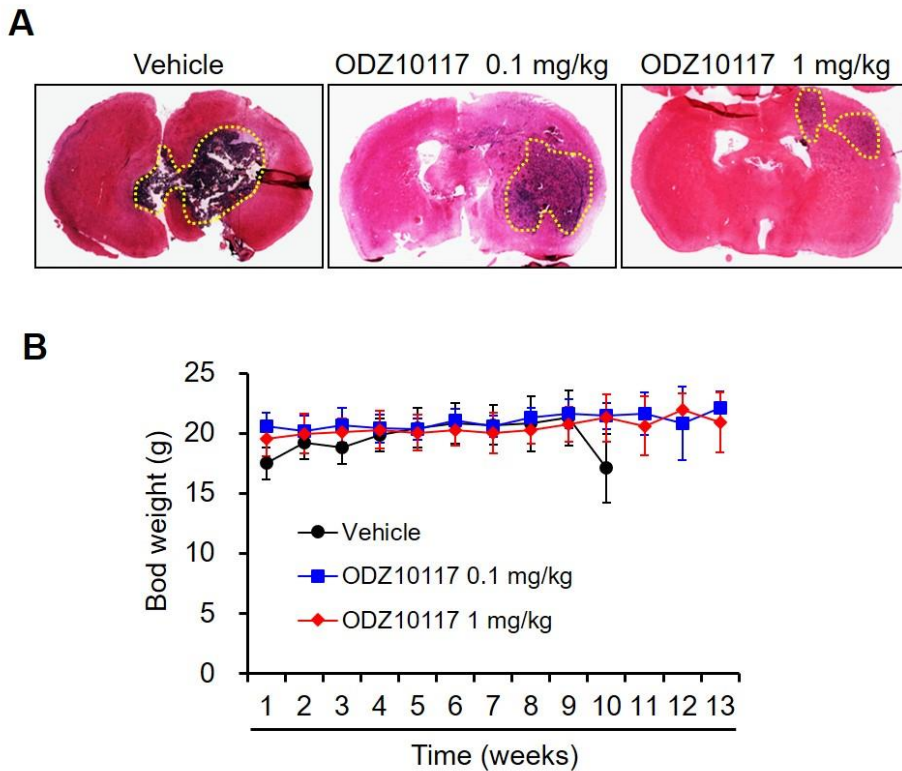 A
Vehicle
ODZ10117 0.1 mg/kg
ODZ10117 1 mg/kg
B
Bod weight (g)
25
20
15
10
5
0
Vehicle
ODZ10117 0.1 mg/kg
ODZ10117 1 mg/kg
1 2 3 4 5 6 7 8 9 10 11 12 13
Time (weeks)